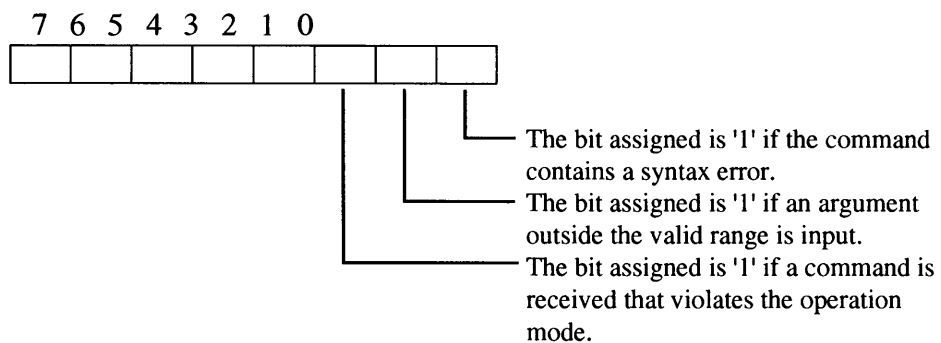 7 6 5 4 3 2 1 0
The bit assigned is '1' if the command
contains a syntax error.
The bit assigned is '1' if an argument
outside the valid range is input.
The bit assigned is '1' if a command is
received that violates the operation
mode.